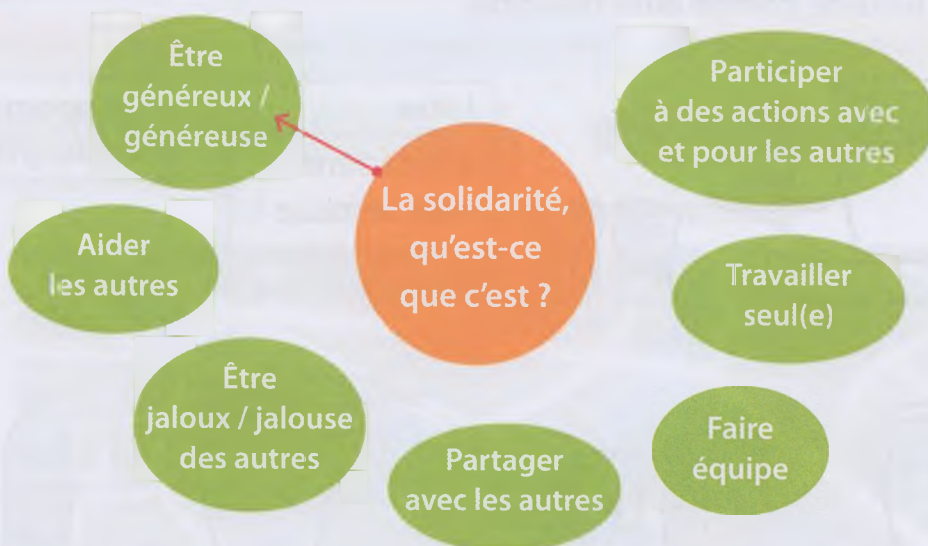 Être
généreux /
généreuse
Participer
à des actions avec
et pour les autres
La solidarité,
qu'est-ce
que c'est ?
Aider
les autres
Travailler
seul(e)
Être
jaloux / jalouse
des autres
Partager
avec les autres
Faire
équipe